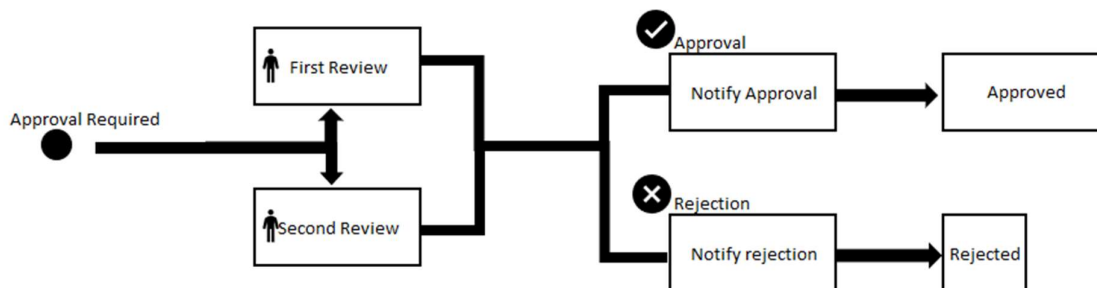 Approval Required
First Review
Second Review
Approval
Notify Approval
Approved
Rejection
Notify rejection
Rejected